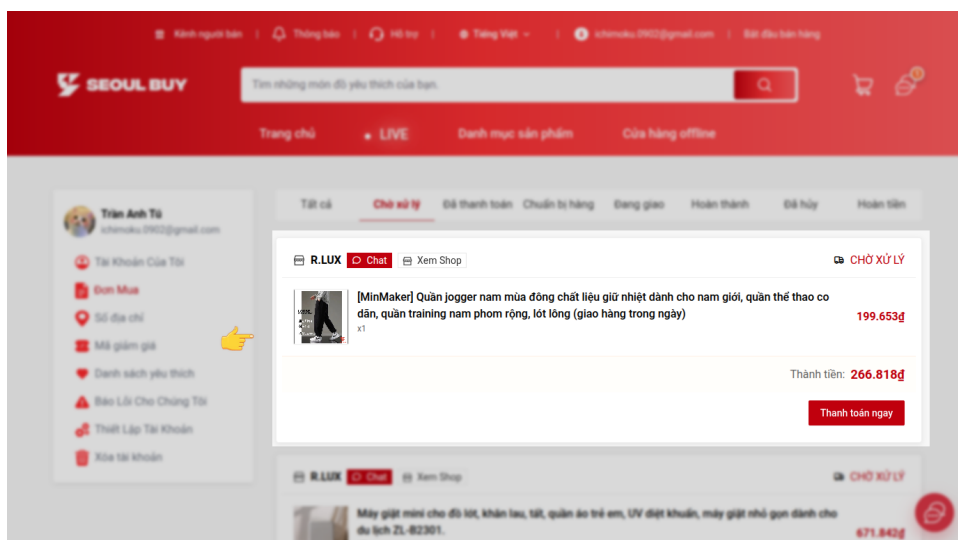 Kênh người bán
Thông báo
Hỗ trợ
Tiếng Việt
ichimoku.0902@gmail.com
Bắt đầu bán hàng
SEOUL BUY
Tìm những món đồ yêu thích của bạn.
Trang chủ
LIVE
Danh mục sản phẩm
Cửa hàng offline
Trần Anh Tú
ichimoku.0902@gmail.com
Tài Khoản Của Tôi
Đơn Mua
Sổ địa chỉ
Mã giảm giá
Danh sách yêu thích
Báo Lỗi Cho Chúng Tôi
Thiết Lập Tài Khoản
Xóa tài khoản
Tất cả
Chờ xử lý
Đã thanh toán
Chuẩn bị hàng
Đang giao
Hoàn thành
Đã hủy
Hoàn tiền
R.LUX Chat Xem Shop CHỜ XỬ LÝ
[MinMaker] Quần jogger nam mùa đông chất liệu giữ nhiệt dành cho nam giới, quần thể thao co
dãn, quần training nam phom rộng, lót lông (giao hàng trong ngày)
x1
199.653₫
Thành tiền: 266.818₫
Thanh toán ngay
R.LUX Chat Xem Shop CHỜ XỬ LÝ
Máy giặt mini cho đồ lót, khăn lau, tất, quần áo trẻ em, UV diệt khuẩn, máy giặt nhỏ gọn dành cho
du lịch ZL-B2301.
671.842₫